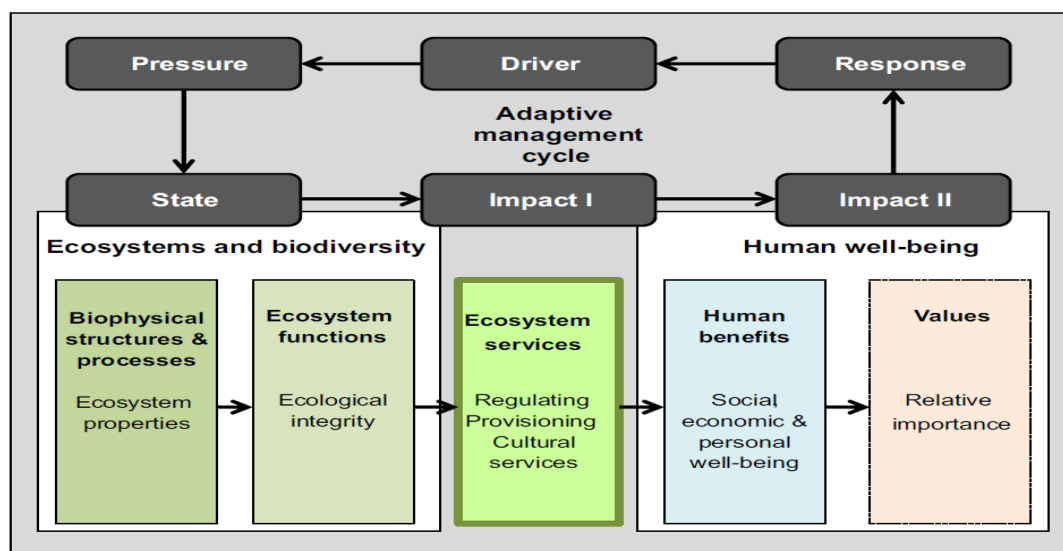 Pressure
Driver
Response
Adaptive
management
cycle
State
Impact I
Impact II
Ecosystems and biodiversity
Human well-being
Biophysical
structures &
processes
Ecosystem
properties
Ecosystem
functions
Ecological
integrity
Ecosystem
services
Regulating
Provisioning
Cultural
services
Human
benefits
Social,
economic &
personal
well-being
Values
Relative
importance